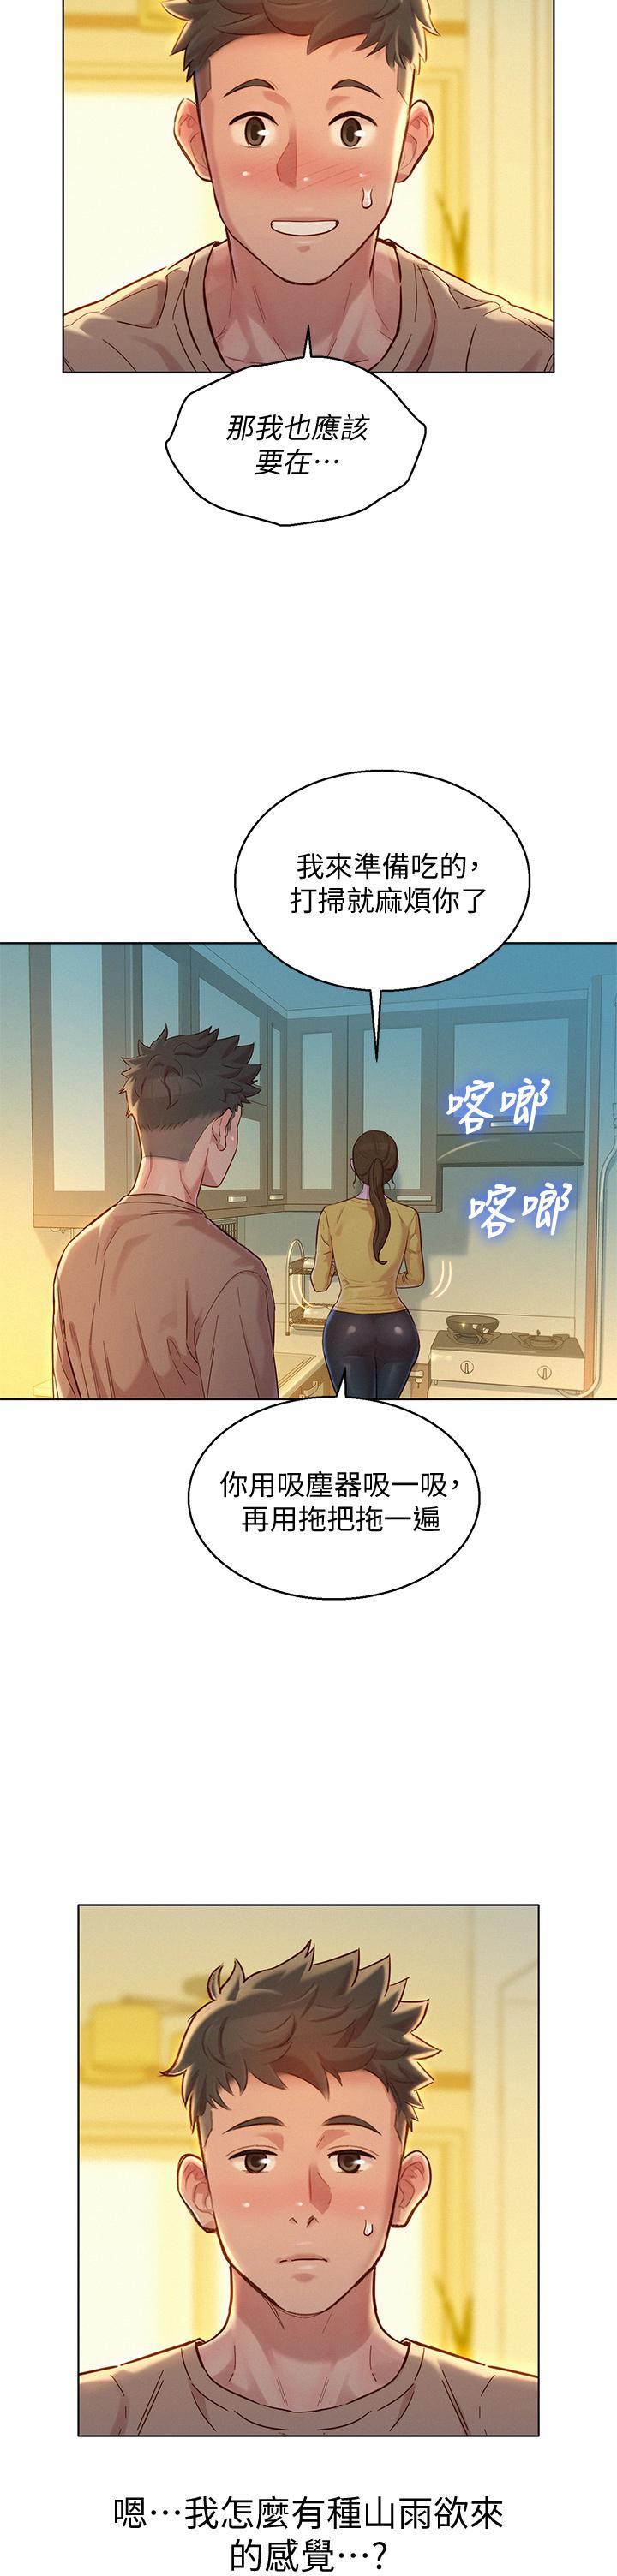 那我也應該
要在⋯
我來準備吃的，
打掃就麻煩你了
喀啷
喀啷
你用吸塵器吸一吸，
再用拖把拖一遍
嗯⋯我怎麼有種山雨欲來
的感覺⋯?